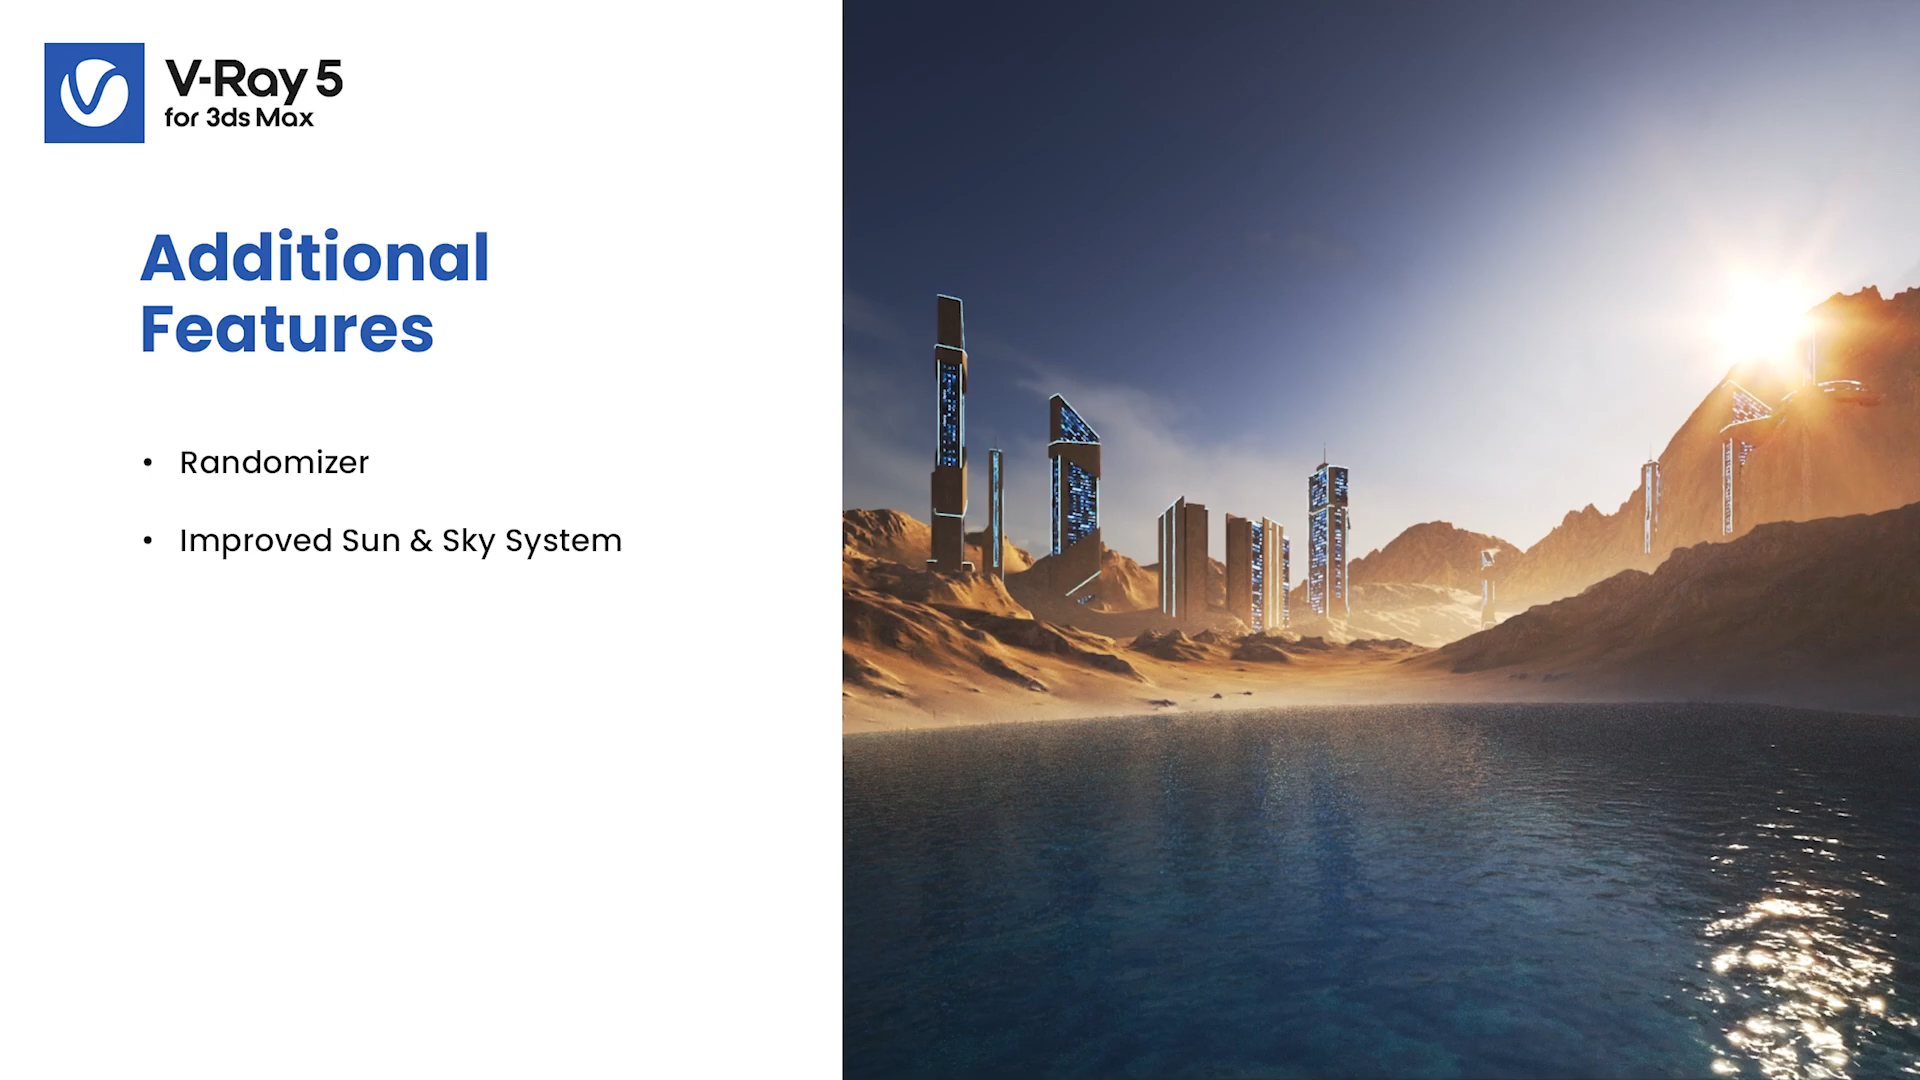 V-Ray 5
for 3ds Max
Additional
Features
• Randomizer
• Improved Sun & Sky System